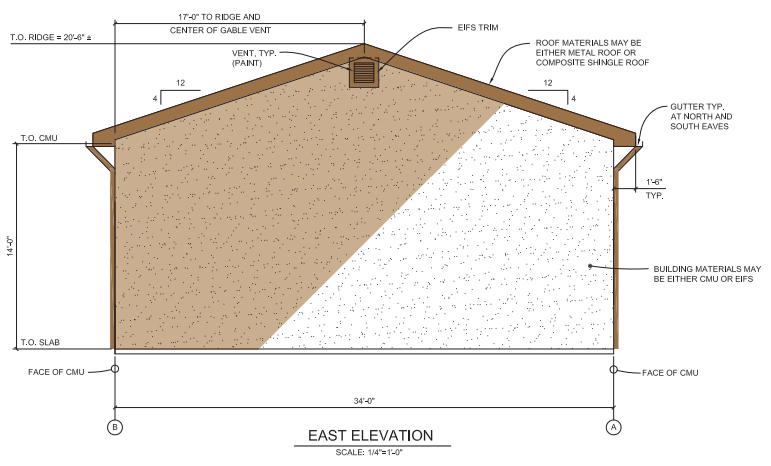 17'-0" TO RIDGE AND
CENTER OF GABLE VENT
EIFS TRIM
T.O. RIDGE = 20'-6" ±
VENT, TYP.
(PAINT)
ROOF MATERIALS MAY BE
EITHER METAL ROOF OR
COMPOSITE SHINGLE ROOF
12
4
12
4
GUTTER TYP.
AT NORTH AND
SOUTH EAVES
T.O. CMU
1'-6"
TYP.
14'-0"
BUILDING MATERIALS MAY
BE EITHER CMU OR EIFS
T.O. SLAB
FACE OF CMU
FACE OF CMU
34'-0"
B
A
EAST ELEVATION
SCALE: 1/4"=1'-0"